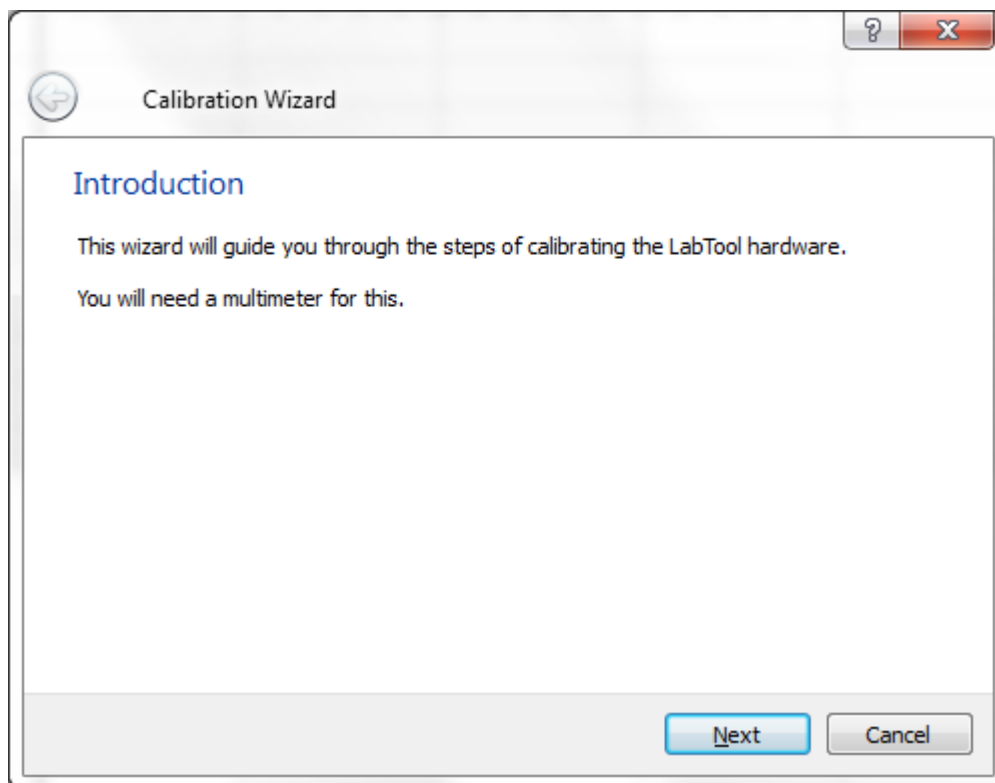 Calibration Wizard
Introduction
This wizard will guide you through the steps of calibrating the LabTool hardware.
You will need a multimeter for this.
Next
Cancel